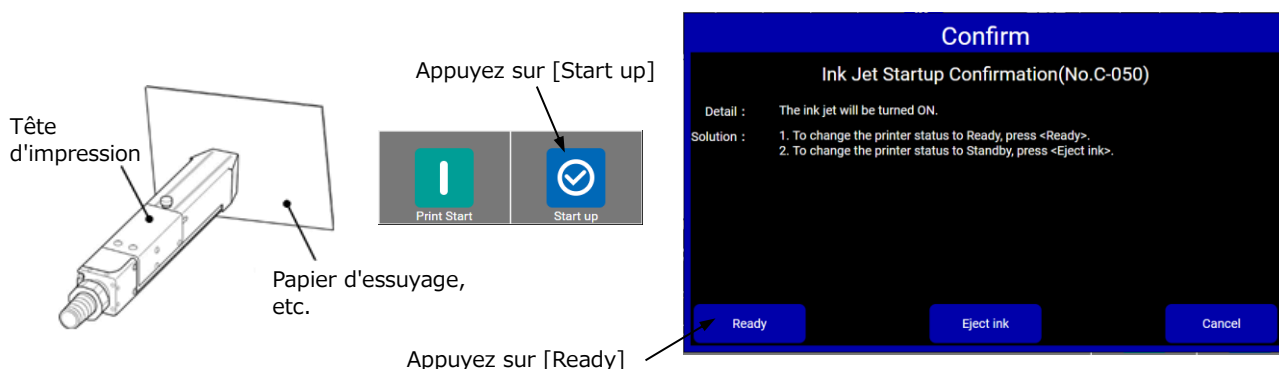 Tête
d'impression
Papier d'essuyage,
etc.
Appuyez sur [Start up]
Print Start
Start up
Appuyez sur [Ready]
Confirm
Ink Jet Startup Confirmation(No.C-050)
Detail : The ink jet will be turned ON.
Solution : 1. To change the printer status to Ready, press <Ready>.
2. To change the printer status to Standby, press <Eject ink>.
Ready Eject ink Cancel